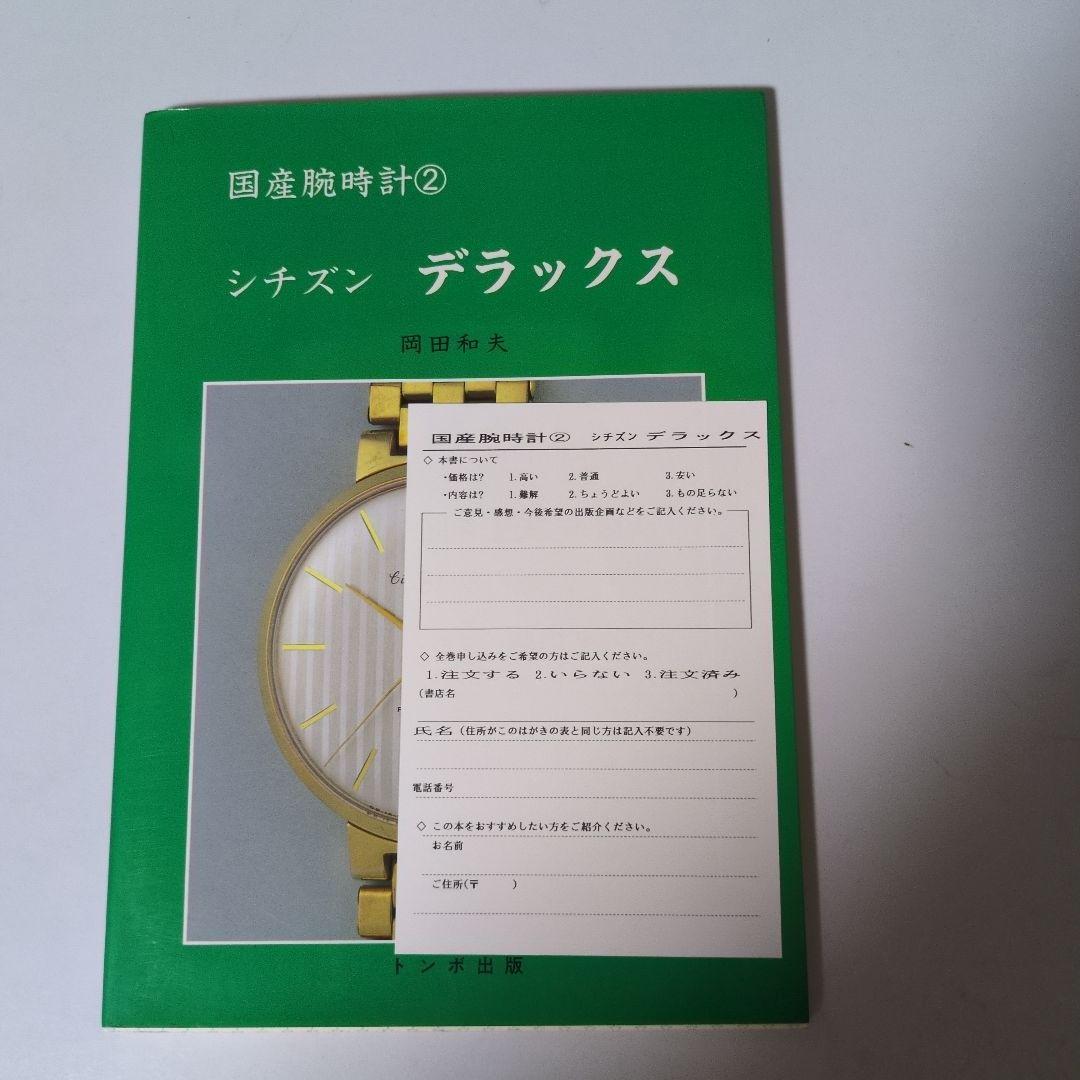 国産腕時計②
シチズン デラックス
岡田和夫
国産腕時計② シチズン デラックス
◇ 本書について
・価格は? 1.高い 2.普通 3.安い
・内容は? 1.難解 2.ちょうどよい 3.もの足らない
ご意見・感想・今後希望の出版企画などをご記入ください。
◇ 全巻申し込みをご希望の方はご記入ください。
1.注文する 2.いらない 3.注文済み
(書店名 )
氏名(住所がこのはがきの表と同じ方は記入不要です)
電話番号
◇ この本をおすすめしたい方をご紹介ください。
お名前
ご住所(〒 )
トンボ出版